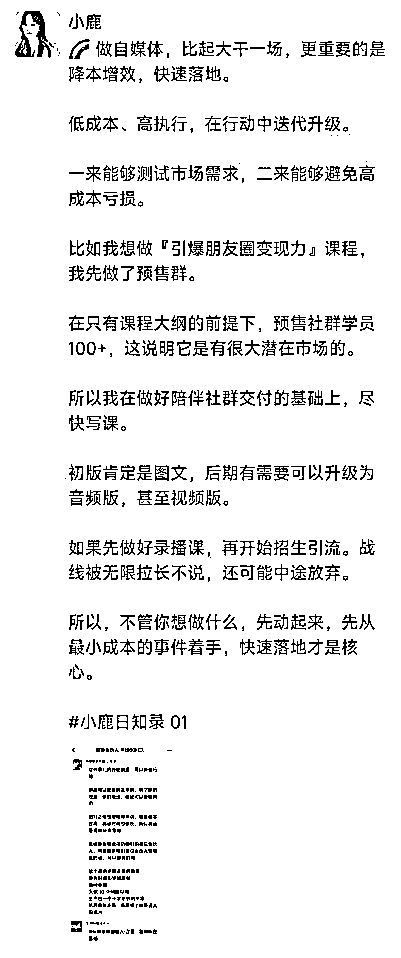 小鹿
做自媒体，比起大干一场，更重要的是
降本增效，快速落地。
低成本、高执行，在行动中迭代升级。
一来能够测试市场需求，二来能够避免高
成本亏损。
比如我想做『引爆朋友圈变现力』课程，
我先做了预售群。
在只有课程大纲的前提下，预售社群学员
100+，这说明它是有很大潜在市场的。
所以我在做好陪伴社群交付的基础上，尽
快写课。
初版肯定是图文，后期有需要可以升级为
音频版，甚至视频版。
如果先做好录播课，再开始招生引流。战
线被无限拉长不说，还可能中途放弃。
所以，不管你想做什么，先动起来，先从
最小成本的事件着手，快速落地才是核
心。
#小鹿日知录 01